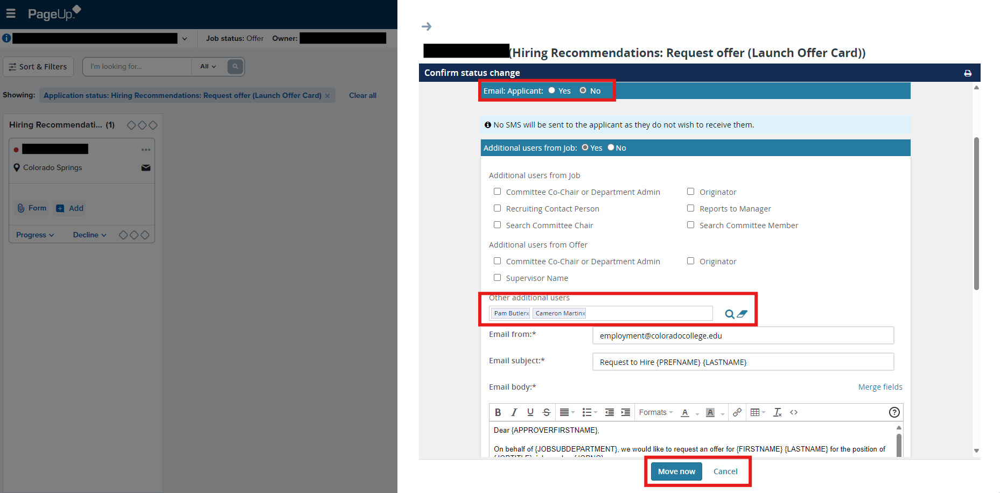 PageUp
Job status: Offer Owner:
Sort & Filters
I'm looking for...
All
Showing:
Application status: Hiring Recommendations: Request offer (Launch Offer Card) ×
Clear all
Hiring Recommendati... (1)
Colorado Springs
Form
Add
Progress
Decline
(Hiring Recommendations: Request offer (Launch Offer Card))
Confirm status change
Email: Applicant: Yes No
No SMS will be sent to the applicant as they do not wish to receive them.
Additional users from Job: Yes No
Additional users from Job
Committee Co-Chair or Department Admin
Originator
Recruiting Contact Person
Reports to Manager
Search Committee Chair
Search Committee Member
Additional users from Offer
Committee Co-Chair or Department Admin
Originator
Supervisor Name
Other additional users
Pam Butlerx Cameron Martinx
Email from:* employment@coloradocollege.edu
Email subject:* Request to Hire {PREFNAME} {LASTNAME}
Email body:*
Merge fields
B I U S Formats A A
Dear {APPROVERFIRSTNAME},
On behalf of {JOBSUBDEPARTMENT}, we would like to request an offer for {FIRSTNAME} {LASTNAME} for the position of
Move now
Cancel